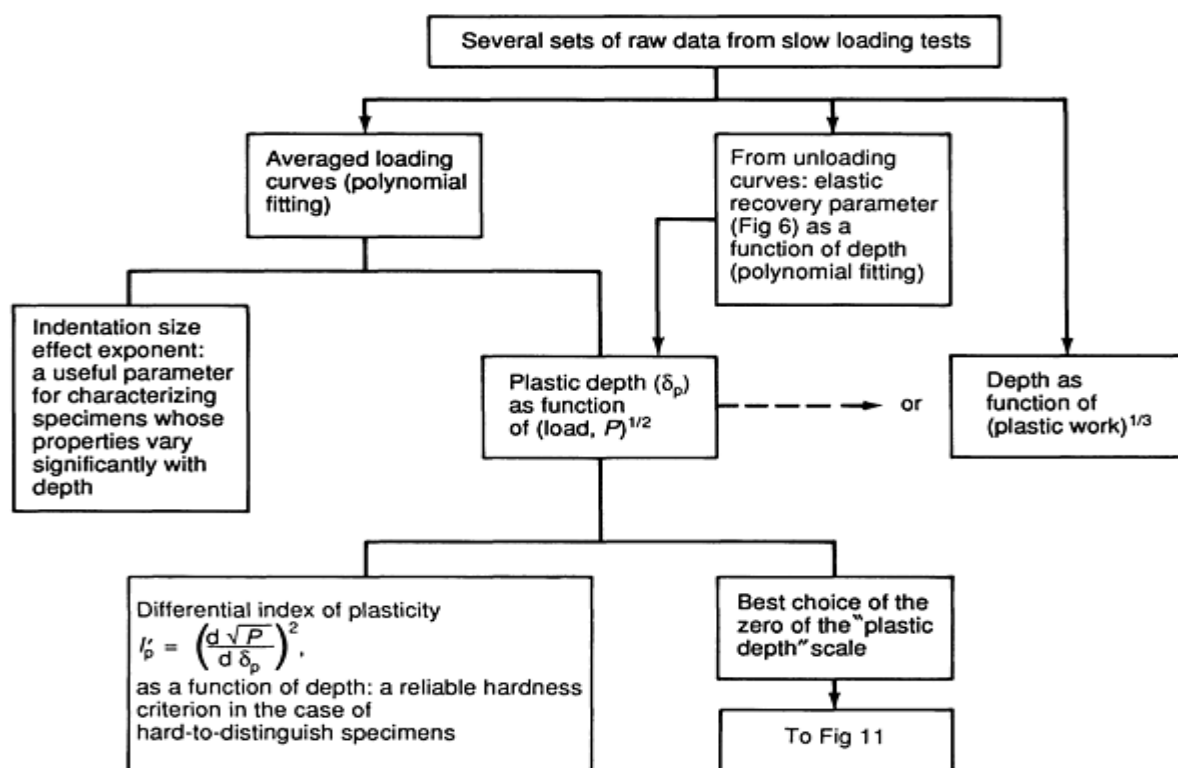 Several sets of raw data from slow loading tests
Averaged loading
curves (polynomial
fitting)
From unloading
curves: elastic
recovery parameter
(Fig 6) as a
function of depth
(polynomial fitting)
Indentation size
effect exponent:
a useful parameter
for characterizing
specimens whose
properties vary
significantly with
depth
Plastic depth (δₚ)
as function
of (load, P)¹ᐟ²
or
Depth as
function of
(plastic work)¹ᐟ³
Differential index of plasticity
I′ₚ = (d √P / d δₚ)²,
as a function of depth: a reliable hardness
criterion in the case of
hard-to-distinguish specimens
Best choice of the
zero of the "plastic
depth" scale
To Fig 11